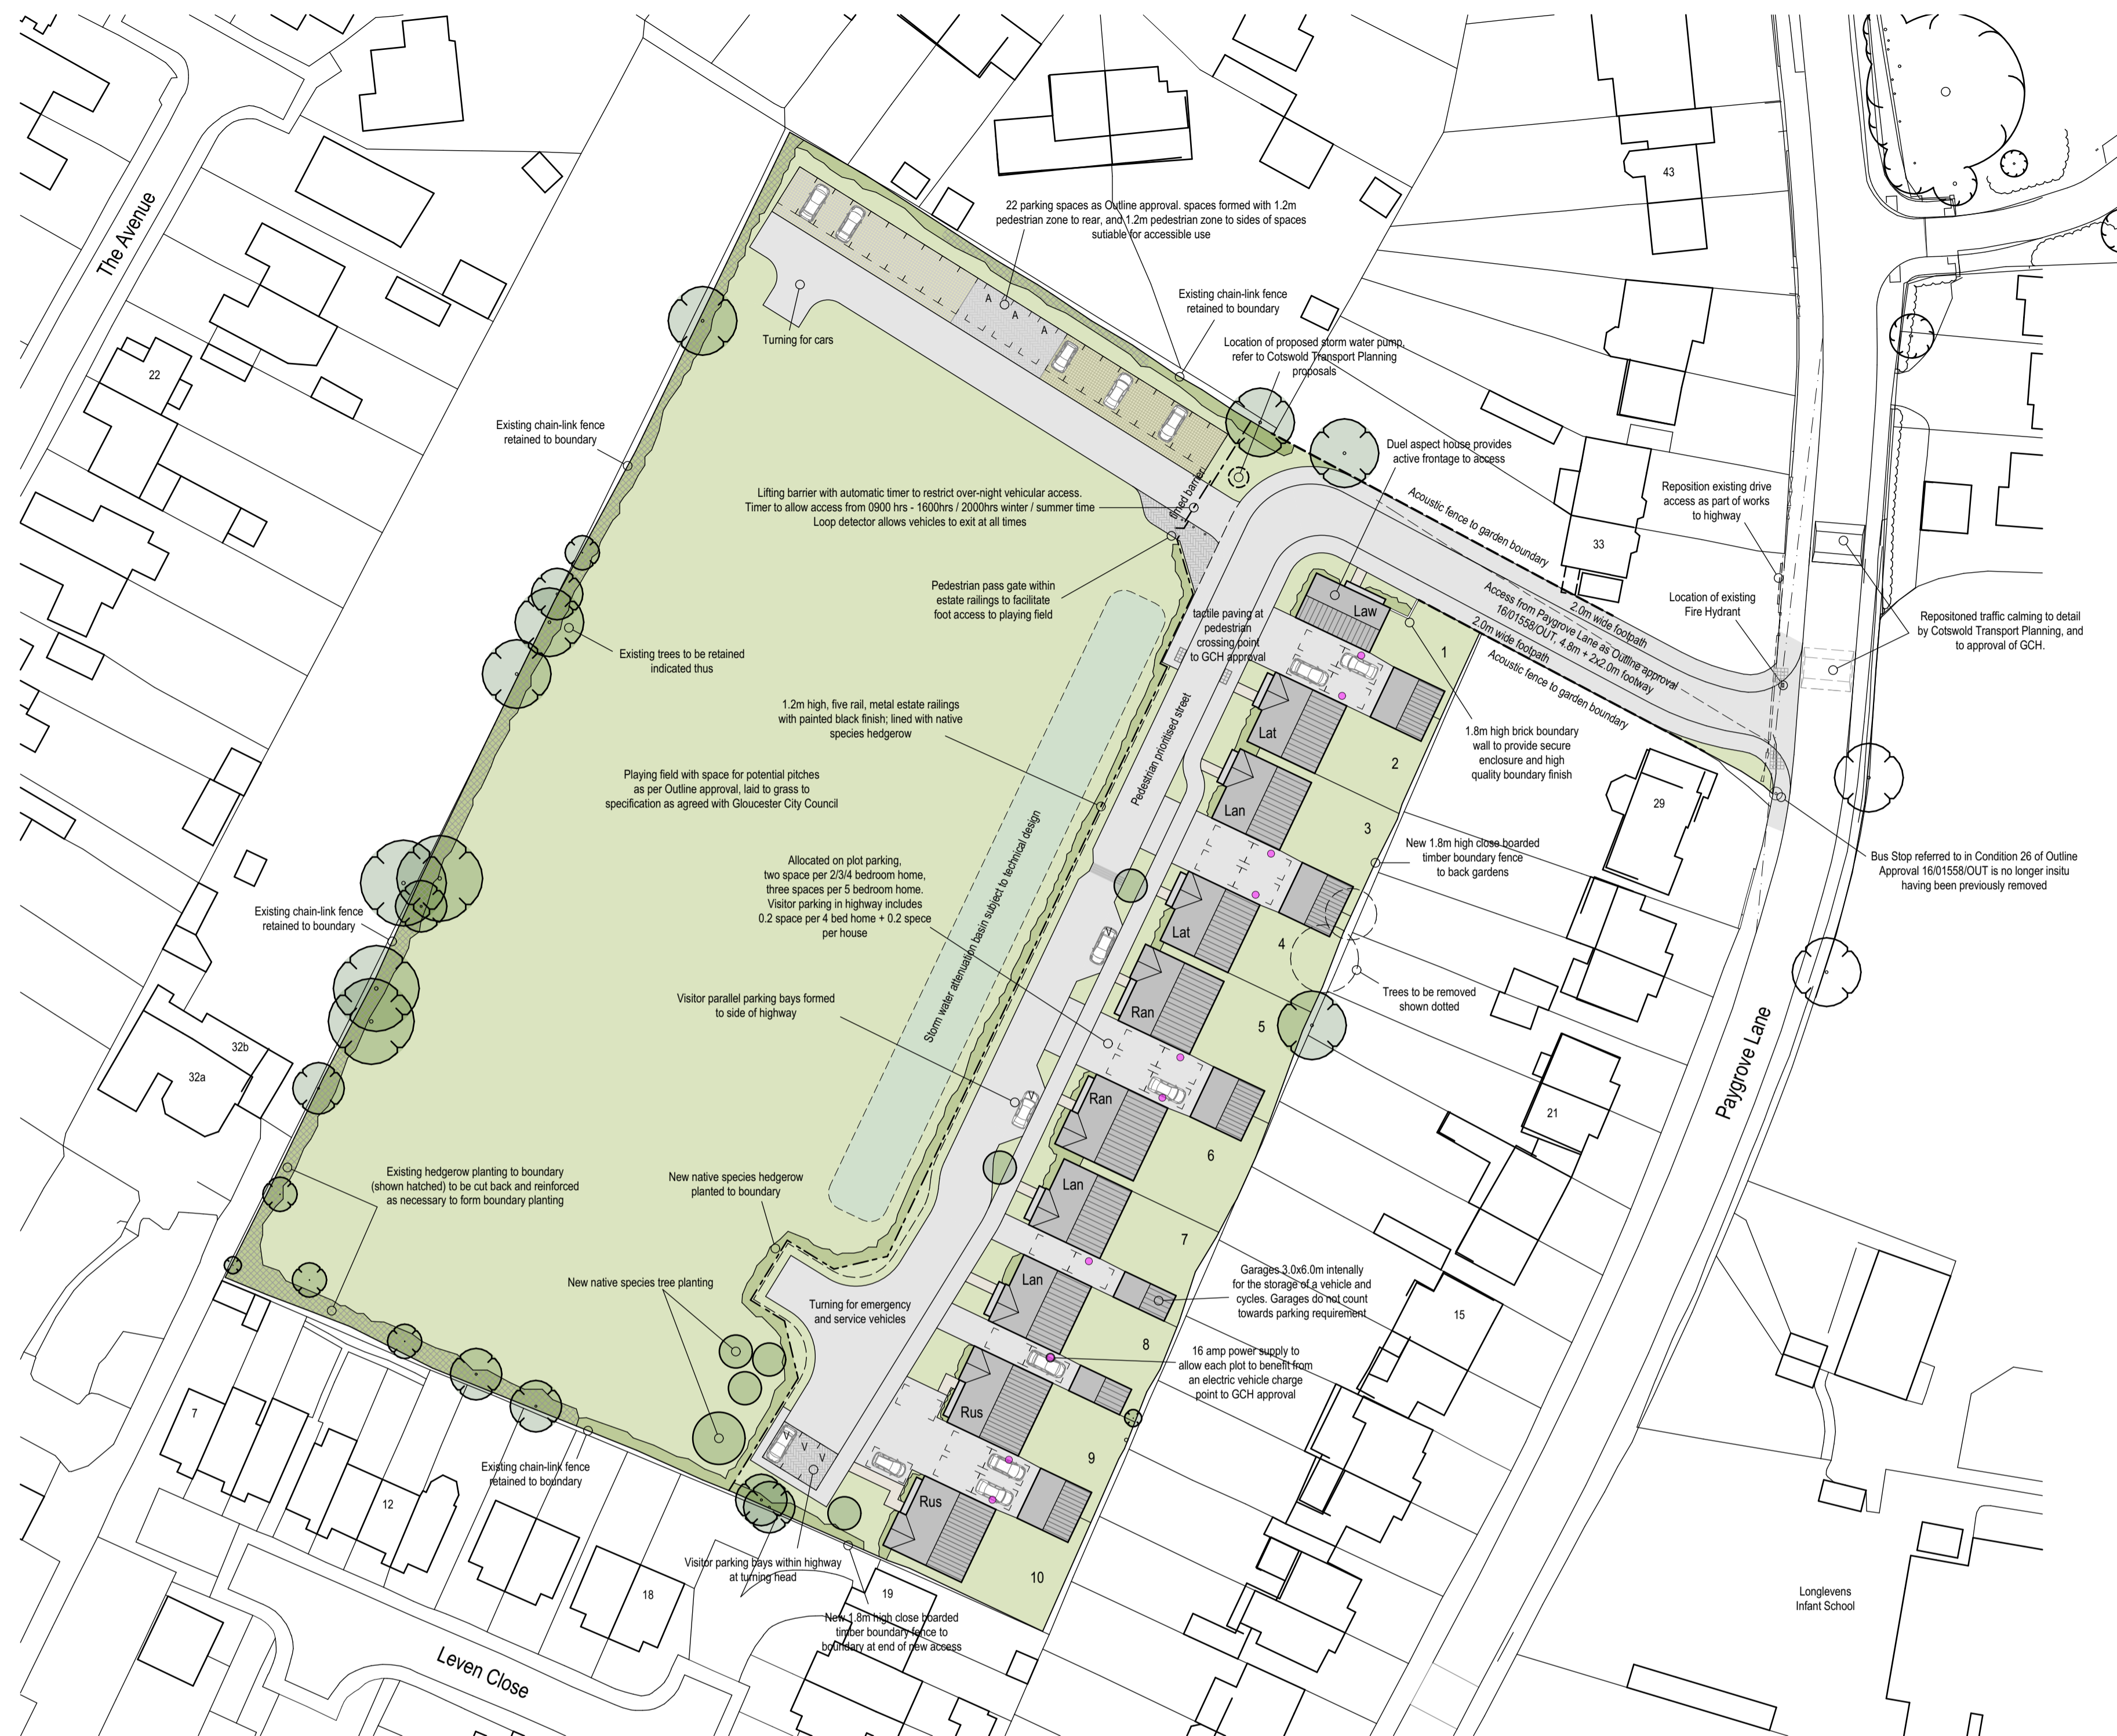 The Avenue
43
22 parking spaces as Outline approval. spaces formed with 1.2m
pedestrian zone to rear, and 1.2m pedestrian zone to sides of spaces
sutiable for accessible use
A
A
A
Existing chain-link fence
retained to boundary
Turning for cars
Location of proposed storm water pump,
refer to Cotswold Transport Planning
proposals
22
Existing chain-link fence
retained to boundary
Duel aspect house provides
active frontage to access
Lifting barrier with automatic timer to restrict over-night vehicular access.
Timer to allow access from 0900 hrs - 1600hrs / 2000hrs winter / summer time
Loop detector allows vehicles to exit at all times
timed barrier
Acoustic fence to garden boundary
Reposition existing drive
access as part of works
to highway
33
Pedestrian pass gate within
estate railings to facilitate
foot access to playing field
tactile paving at
pedestrian
crossing point
to GCH approval
Law
2.0m wide footpath
Access from Paygrove Lane as Outline approval
16/01558/OUT, 4.8m + 2x2.0m footway
2.0m wide footpath
Acoustic fence to garden boundary
Location of existing
Fire Hydrant
Repositoned traffic calming to detail
by Cotswold Transport Planning, and
to approval of GCH.
Existing trees to be retained
indicated thus
1
1.2m high, five rail, metal estate railings
with painted black finish; lined with native
species hedgerow
Pedestrian prioritised street
Lat
2
1.8m high brick boundary
wall to provide secure
enclosure and high
quality boundary finish
Playing field with space for potential pitches
as per Outline approval, laid to grass to
specification as agreed with Gloucester City Council
Lan
3
29
New 1.8m high close boarded
timber boundary fence
to back gardens
Bus Stop referred to in Condition 26 of Outline
Approval 16/01558/OUT is no longer insitu
having been previously removed
Allocated on plot parking,
two space per 2/3/4 bedroom home,
three spaces per 5 bedroom home.
Visitor parking in highway includes
0.2 space per 4 bed home + 0.2 spece
per house
Storm water attenuation basin subject to technical design
Existing chain-link fence
retained to boundary
Lat
4
V
Trees to be removed
shown dotted
Visitor parallel parking bays formed
to side of highway
Ran
5
32b
32a
Paygrove Lane
V
Ran
6
21
Existing hedgerow planting to boundary
(shown hatched) to be cut back and reinforced
as necessary to form boundary planting
New native species hedgerow
planted to boundary
Lan
7
New native species tree planting
Turning for emergency
and service vehicles
Lan
8
Garages 3.0x6.0m intenally
for the storage of a vehicle and
cycles. Garages do not count
towards parking requirement
15
16 amp power supply to
allow each plot to benefit from
an electric vehicle charge
point to GCH approval
7
Rus
9
V
V
V
Existing chain-link fence
retained to boundary
12
Rus
10
Visitor parking bays within highway
at turning head
18
19
New 1.8m high close boarded
timber boundary fence to
boundary at end of new access
Longlevens
Infant School
Leven Close